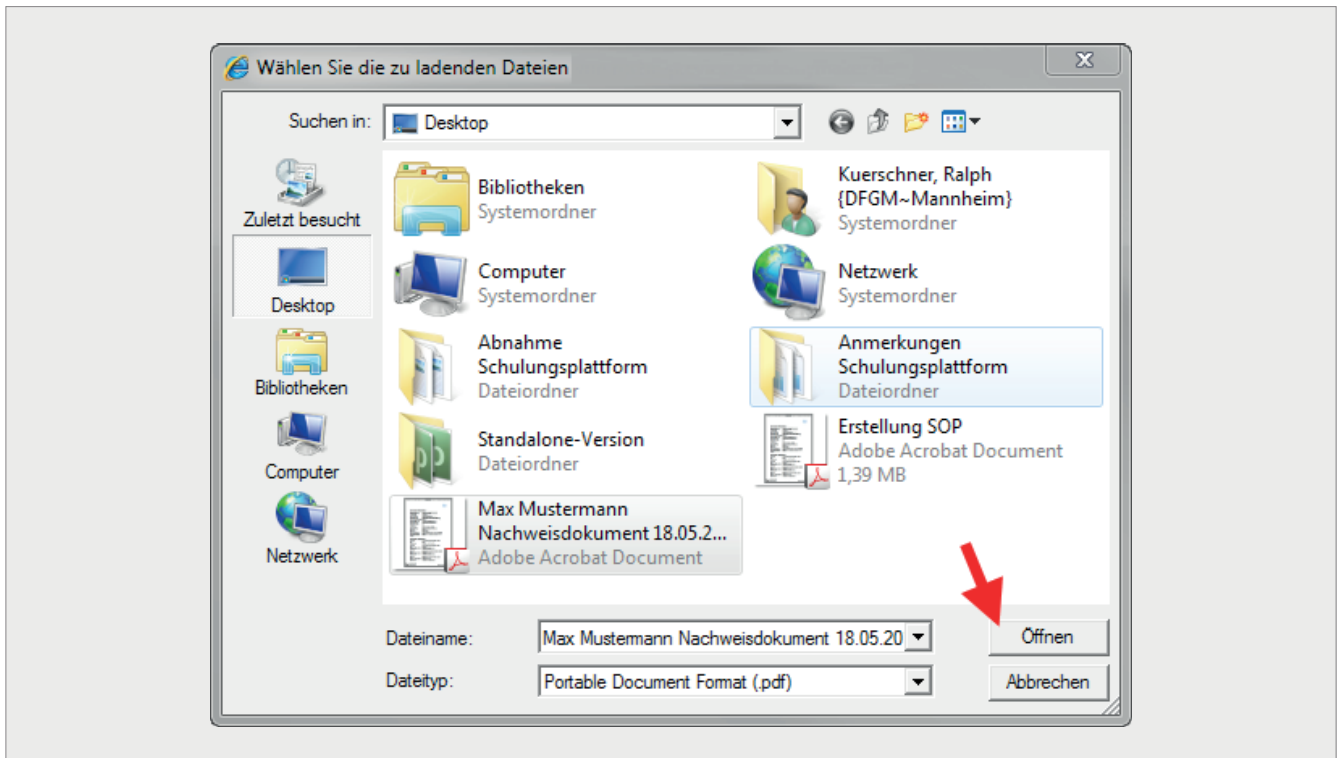 Wählen Sie die zu ladenden Dateien
Suchen in:
Desktop
Zuletzt besucht
Desktop
Bibliotheken
Computer
Netzwerk
Bibliotheken
Systemordner
Kuerschner, Ralph
{DFGM~Mannheim}
Systemordner
Computer
Systemordner
Netzwerk
Systemordner
Abnahme
Schulungsplattform
Dateiordner
Anmerkungen
Schulungsplattform
Dateiordner
Standalone-Version
Dateiordner
Erstellung SOP
Adobe Acrobat Document
1,39 MB
Max Mustermann
Nachweisdokument 18.05.2...
Adobe Acrobat Document
Dateiname:
Max Mustermann Nachweisdokument 18.05.20
Öffnen
Dateityp:
Portable Document Format (.pdf)
Abbrechen